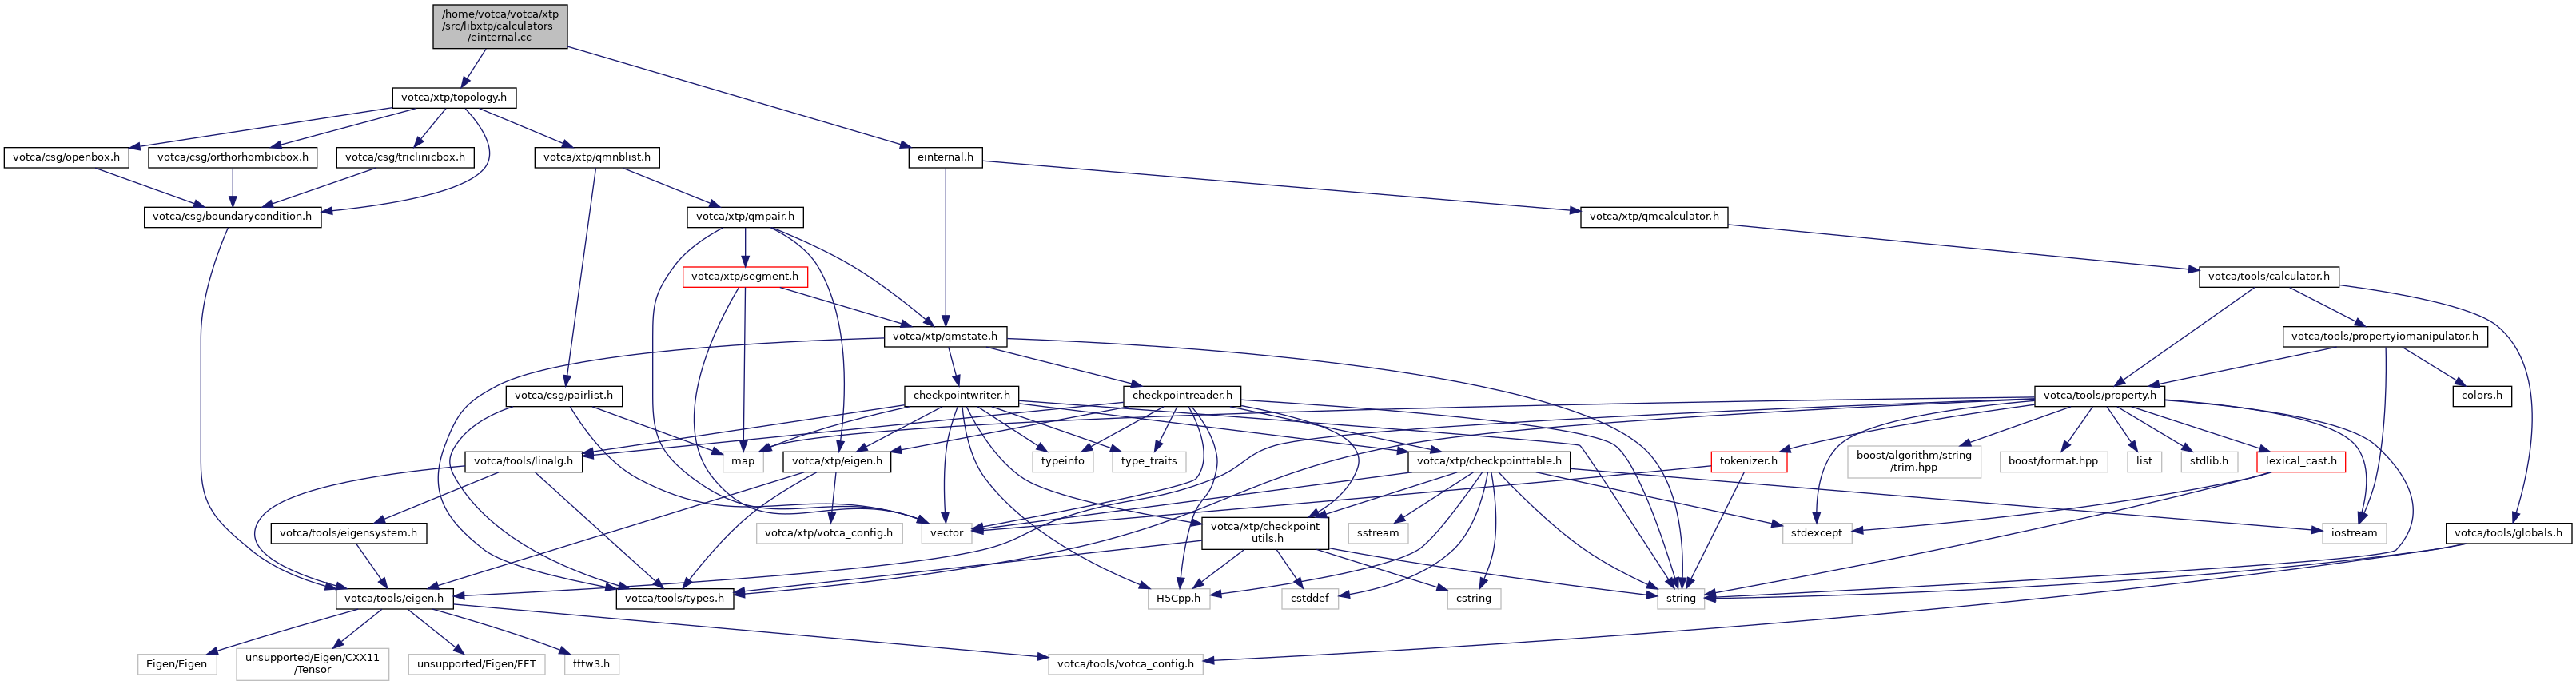 /home/votca/votca/xtp
/src/libxtp/calculators
/einternal.cc
votca/xtp/topology.h
votca/csg/openbox.h
votca/csg/orthorhombicbox.h
votca/csg/triclinicbox.h
votca/xtp/qmnblist.h
einternal.h
votca/csg/boundarycondition.h
votca/xtp/qmpair.h
votca/xtp/qmcalculator.h
votca/xtp/segment.h
votca/tools/calculator.h
votca/xtp/qmstate.h
votca/tools/propertyiomanipulator.h
votca/csg/pairlist.h
checkpointwriter.h
checkpointreader.h
votca/tools/property.h
colors.h
votca/tools/linalg.h
map
votca/xtp/eigen.h
typeinfo
type_traits
votca/xtp/checkpointtable.h
tokenizer.h
boost/algorithm/string
/trim.hpp
boost/format.hpp
list
stdlib.h
lexical_cast.h
votca/tools/eigensystem.h
votca/xtp/votca_config.h
vector
votca/xtp/checkpoint
_utils.h
sstream
stdexcept
iostream
votca/tools/globals.h
votca/tools/eigen.h
votca/tools/types.h
H5Cpp.h
cstddef
cstring
string
Eigen/Eigen
unsupported/Eigen/CXX11
/Tensor
unsupported/Eigen/FFT
fftw3.h
votca/tools/votca_config.h